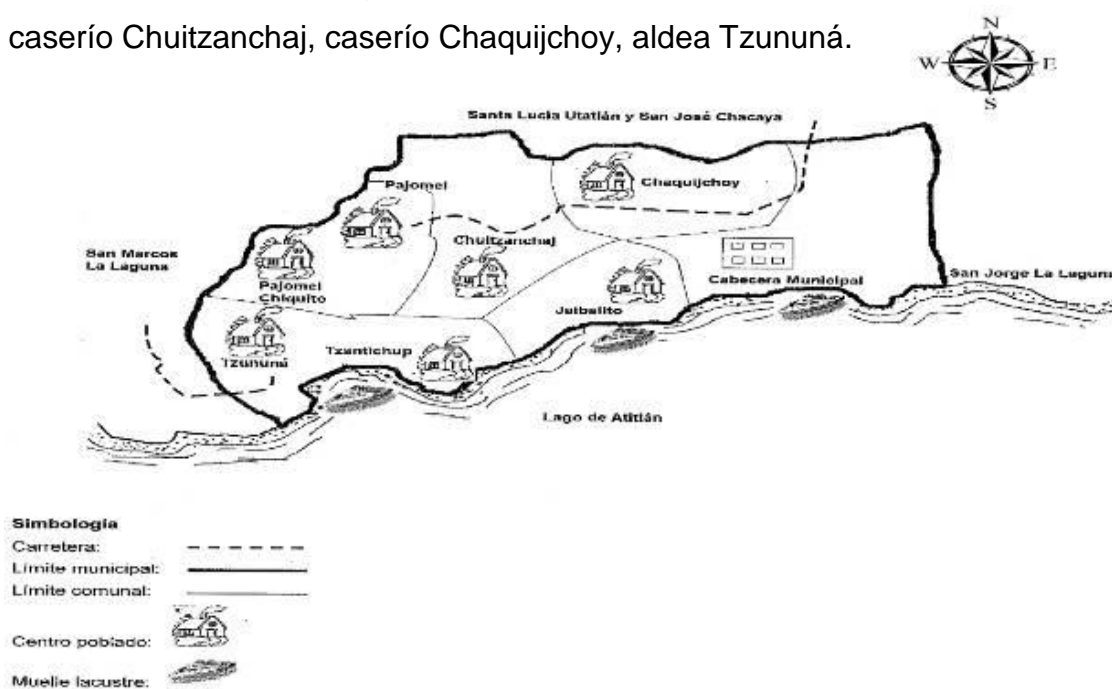 caserío Chuitzanchaj, caserío Chaquijchoy, aldea Tzununá.
N
W E
S
Santa Lucía Utatlán y San José Chacaya
Pajomel
Chaquijchoy
San Marcos
La Laguna
Chuitzanchaj
Pajomel
Chiquito
Cabecera Municipal
San Jorge La Laguna
Jaibalito
Tzununá
Tzantichup
Lago de Atitlán
Simbología
Carretera:
Límite municipal:
Límite comunal:
Centro poblado:
Muelle lacustre: